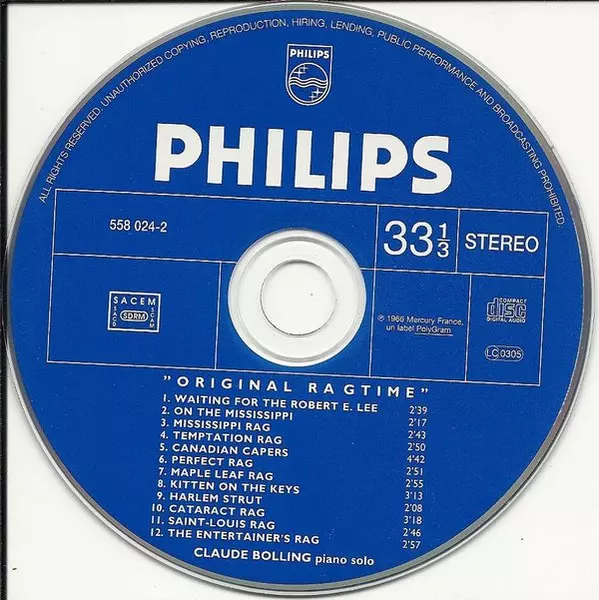 ALL RIGHTS RESERVED. UNAUTHORIZED COPYING, REPRODUCTION, HIRING, LENDING, PUBLIC PERFORMANCE AND BROADCASTING PROHIBITED.
PHILIPS
PHILIPS
558 024-2
33 1/3
STEREO
SACEM
SACD
SDRM
SCAM
℗ 1966 Mercury France,
un label PolyGram
COMPACT
disc
DIGITAL AUDIO
LC 0305
"ORIGINAL RAGTIME"
1. WAITING FOR THE ROBERT E. LEE 2'39
2. ON THE MISSISSIPPI 2'17
3. MISSISSIPPI RAG 2'43
4. TEMPTATION RAG 2'50
5. CANADIAN CAPERS 4'42
6. PERFECT RAG 2'51
7. MAPLE LEAF RAG 2'55
8. KITTEN ON THE KEYS 3'13
9. HARLEM STRUT 2'08
10. CATARACT RAG 3'18
11. SAINT-LOUIS RAG 2'46
12. THE ENTERTAINER'S RAG 2'57
CLAUDE BOLLING piano solo